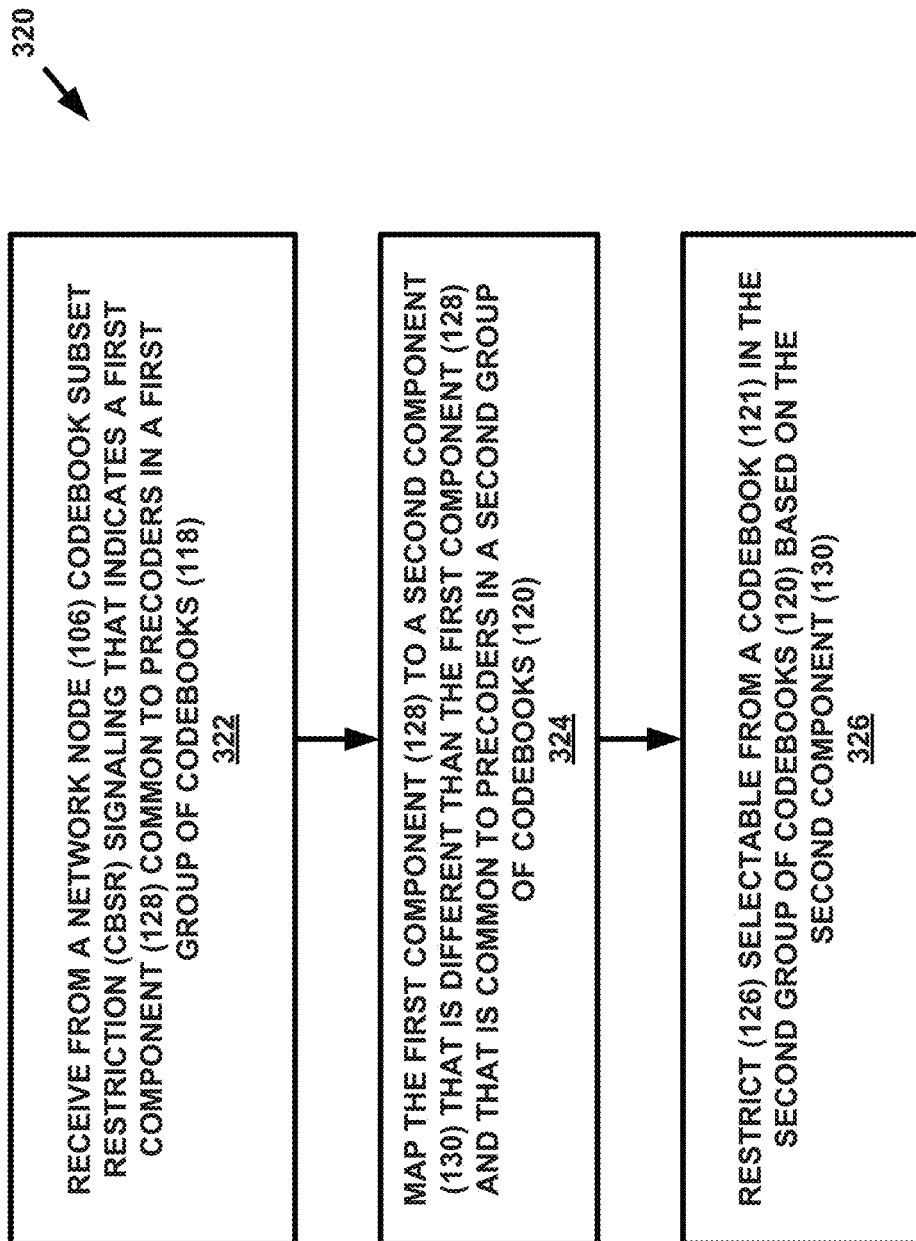 320
RECEIVE FROM A NETWORK NODE (106) CODEBOOK SUBSET
RESTRICTION (CBSR) SIGNALING THAT INDICATES A FIRST
COMPONENT (128) COMMON TO PRECODERS IN A FIRST
GROUP OF CODEBOOKS (118)
322
MAP THE FIRST COMPONENT (128) TO A SECOND COMPONENT
(130) THAT IS DIFFERENT THAN THE FIRST COMPONENT (128)
AND THAT IS COMMON TO PRECODERS IN A SECOND GROUP
OF CODEBOOKS (120)
324
RESTRICT (126) SELECTABLE FROM A CODEBOOK (121) IN THE
SECOND GROUP OF CODEBOOKS (120) BASED ON THE
SECOND COMPONENT (130)
326